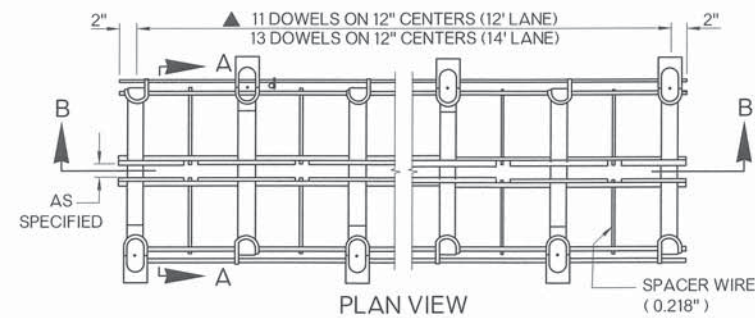 2"
▲ 11 DOWELS ON 12" CENTERS (12' LANE)
13 DOWELS ON 12" CENTERS (14' LANE)
2"
A
B
B
AS
SPECIFIED
A
SPACER WIRE
( 0.218" )
PLAN VIEW